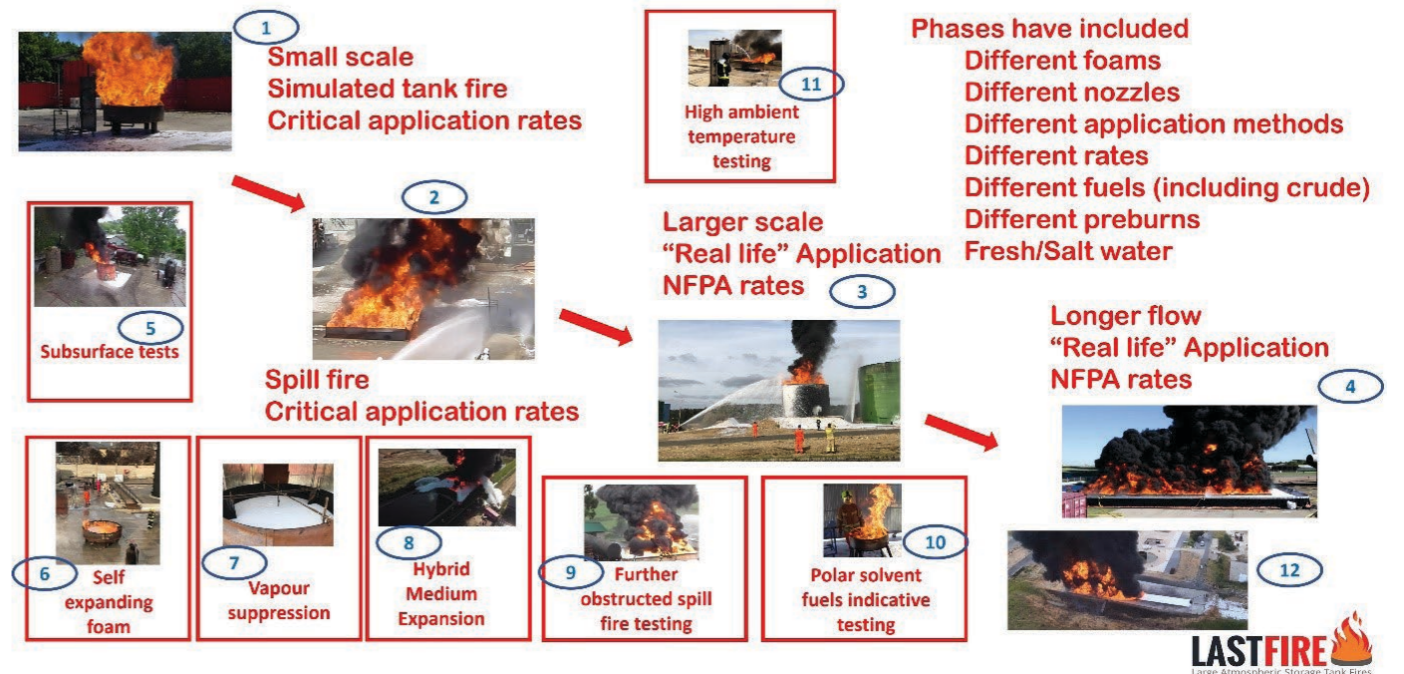 1
Small scale
Simulated tank fire
Critical application rates
11
High ambient
temperature
testing
Phases have included
Different foams
Different nozzles
Different application methods
Different rates
Different fuels (including crude)
Different preburns
Fresh/Salt water
2
Spill fire
Critical application rates
Larger scale
“Real life” Application
NFPA rates
3
Longer flow
“Real life” Application
NFPA rates
4
5
Subsurface tests
6
Self
expanding
foam
7
Vapour
suppression
8
Hybrid
Medium
Expansion
9
Further
obstructed spill
fire testing
10
Polar solvent
fuels indicative
testing
12
LASTFIRE
Large Atmospheric Storage Tank Fires